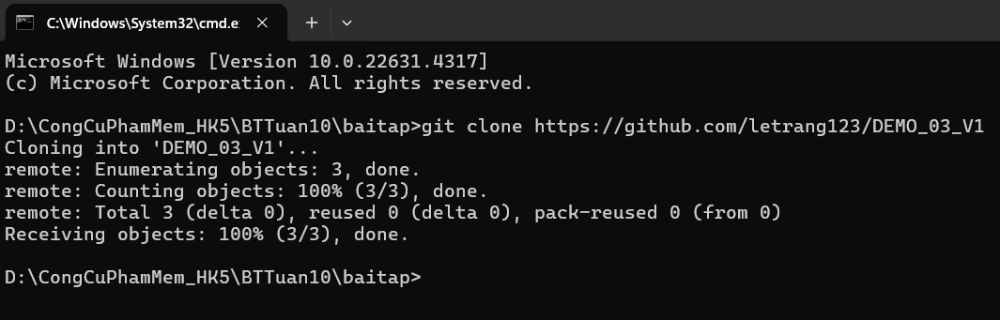 C:\Windows\System32\cmd.e
Microsoft Windows [Version 10.0.22631.4317]
(c) Microsoft Corporation. All rights reserved.
D:\CongCuPhamMem_HK5\BTTuan10\baitap>git clone https://github.com/letrang123/DEMO_03_V1
Cloning into 'DEMO_03_V1'...
remote: Enumerating objects: 3, done.
remote: Counting objects: 100% (3/3), done.
remote: Total 3 (delta 0), reused 0 (delta 0), pack-reused 0 (from 0)
Receiving objects: 100% (3/3), done.
D:\CongCuPhamMem_HK5\BTTuan10\baitap>